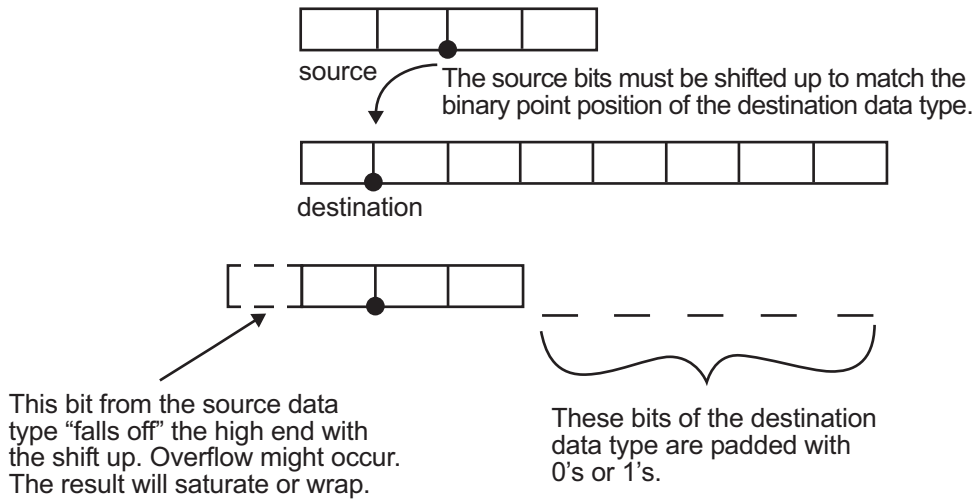 source
The source bits must be shifted up to match the
binary point position of the destination data type.
destination
This bit from the source data
type “falls off” the high end with
the shift up. Overflow might occur.
The result will saturate or wrap.
These bits of the destination
data type are padded with
0's or 1's.